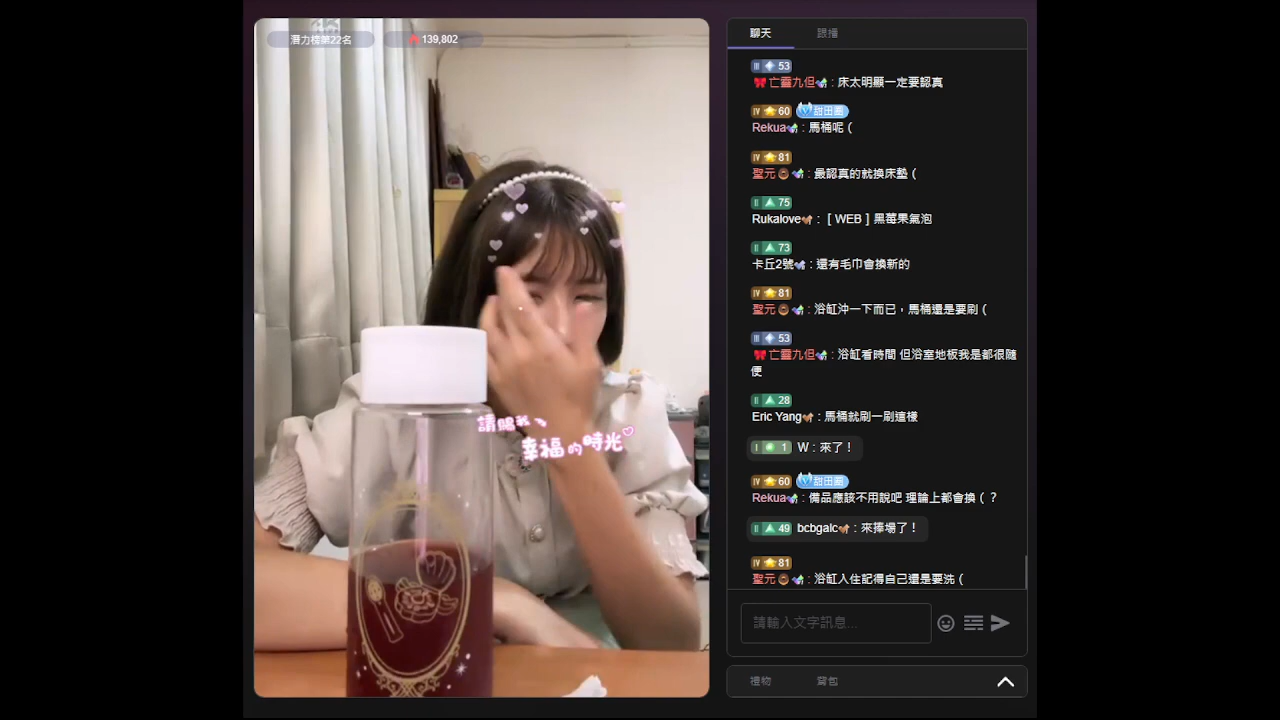 潛力榜第22名
139,802
請賜我
幸福的時光
聊天
跟播
III 53
亡靈九但：床太明顯一定要認真
IV 60 甜田圈
Rekua：馬桶呢（
IV 81
聖元：最認真的就換床墊（
II 75
Rukalove：［WEB］黑莓果氣泡
II 73
卡丘2號：還有毛巾會換新的
IV 81
聖元：浴缸沖一下而已，馬桶還是要刷（
III 53
亡靈九但：浴缸看時間 但浴室地板我是都很隨
便
II 28
Eric Yang：馬桶就刷一刷這樣
I 1 W：來了！
IV 60 甜田圈
Rekua：備品應該不用說吧 理論上都會換（？
II 49 bcbgalc：來捧場了！
IV 81
聖元：浴缸入住記得自己還是要洗（
請輸入文字訊息...
禮物
背包